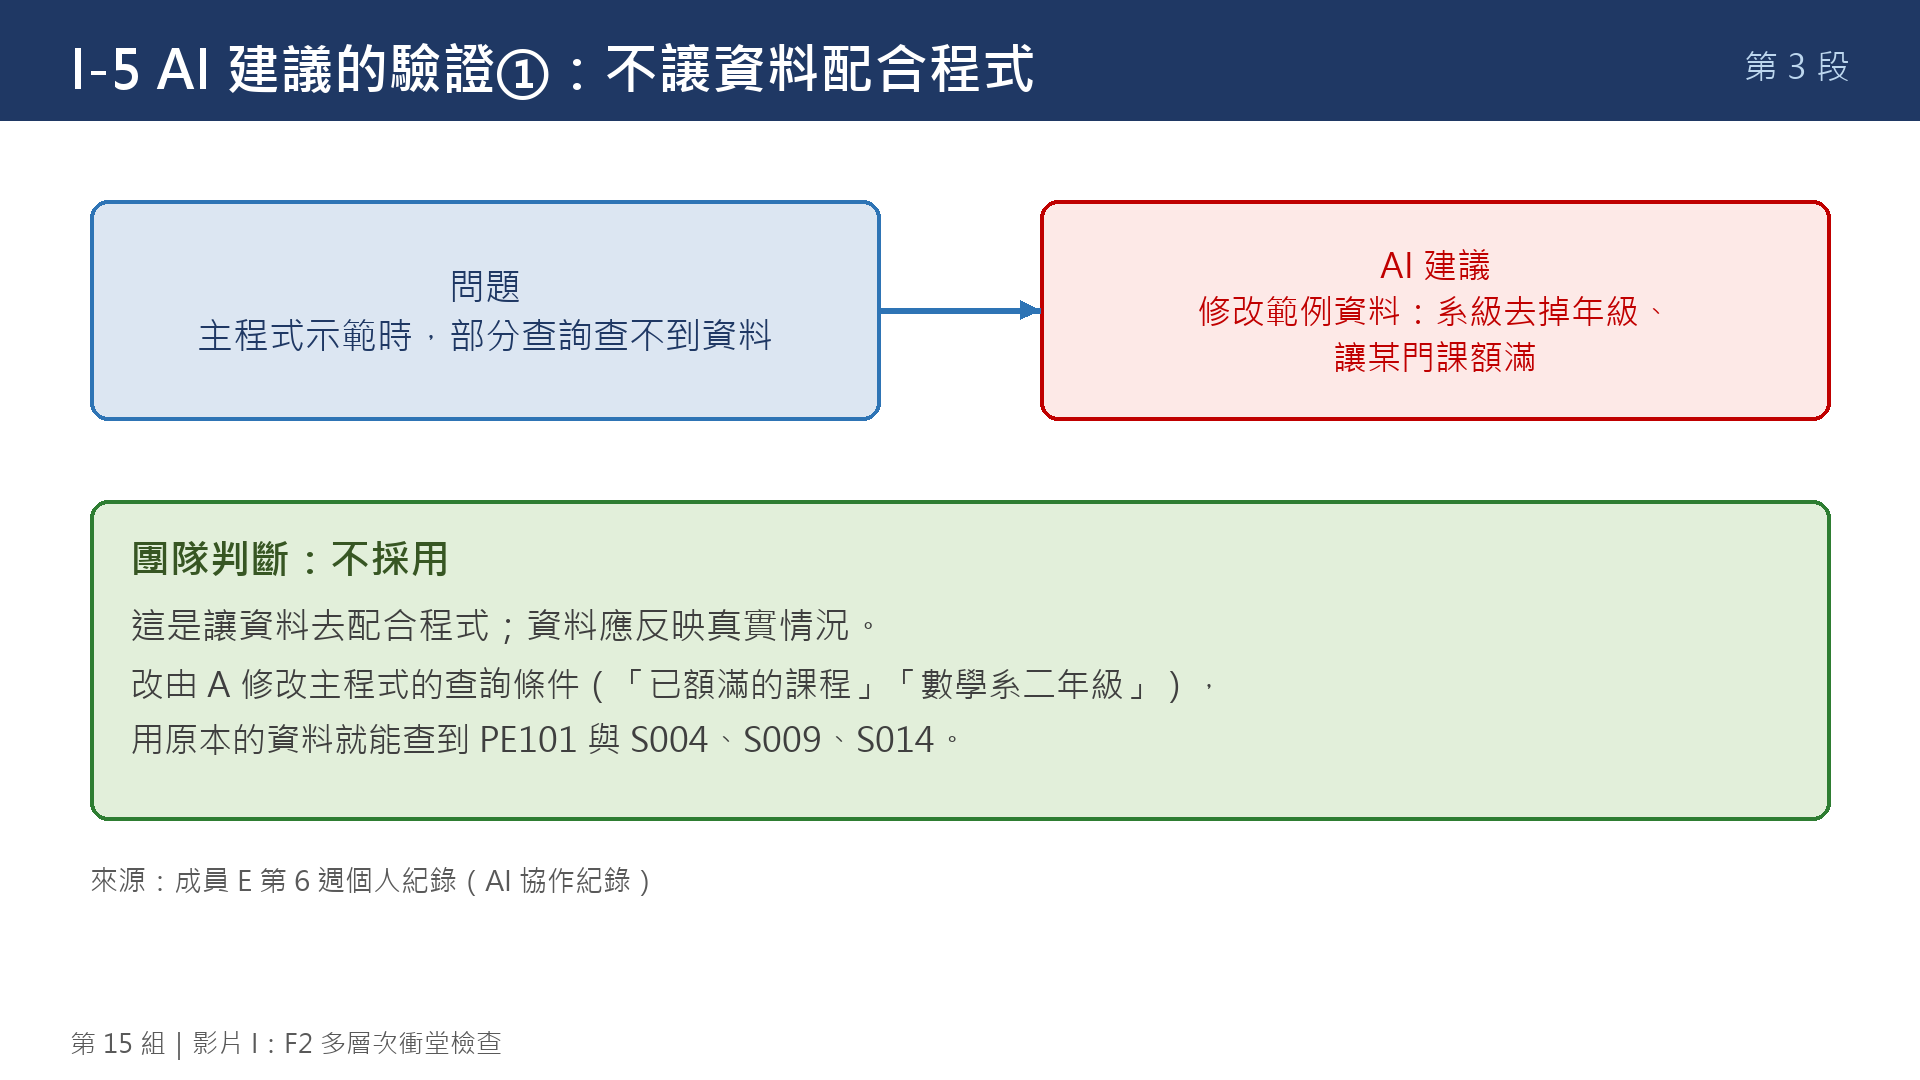 I-5 AI 建議的驗證①：不讓資料配合程式
第 3 段
問題
主程式示範時，部分查詢查不到資料
AI 建議
修改範例資料：系級去掉年級、
讓某門課額滿
團隊判斷：不採用
這是讓資料去配合程式；資料應反映真實情況。
改由 A 修改主程式的查詢條件（「已額滿的課程」「數學系二年級」），
用原本的資料就能查到 PE101 與 S004、S009、S014。
來源：成員 E 第 6 週個人紀錄（AI 協作紀錄）
第 15 組｜影片 I：F2 多層次衝堂檢查